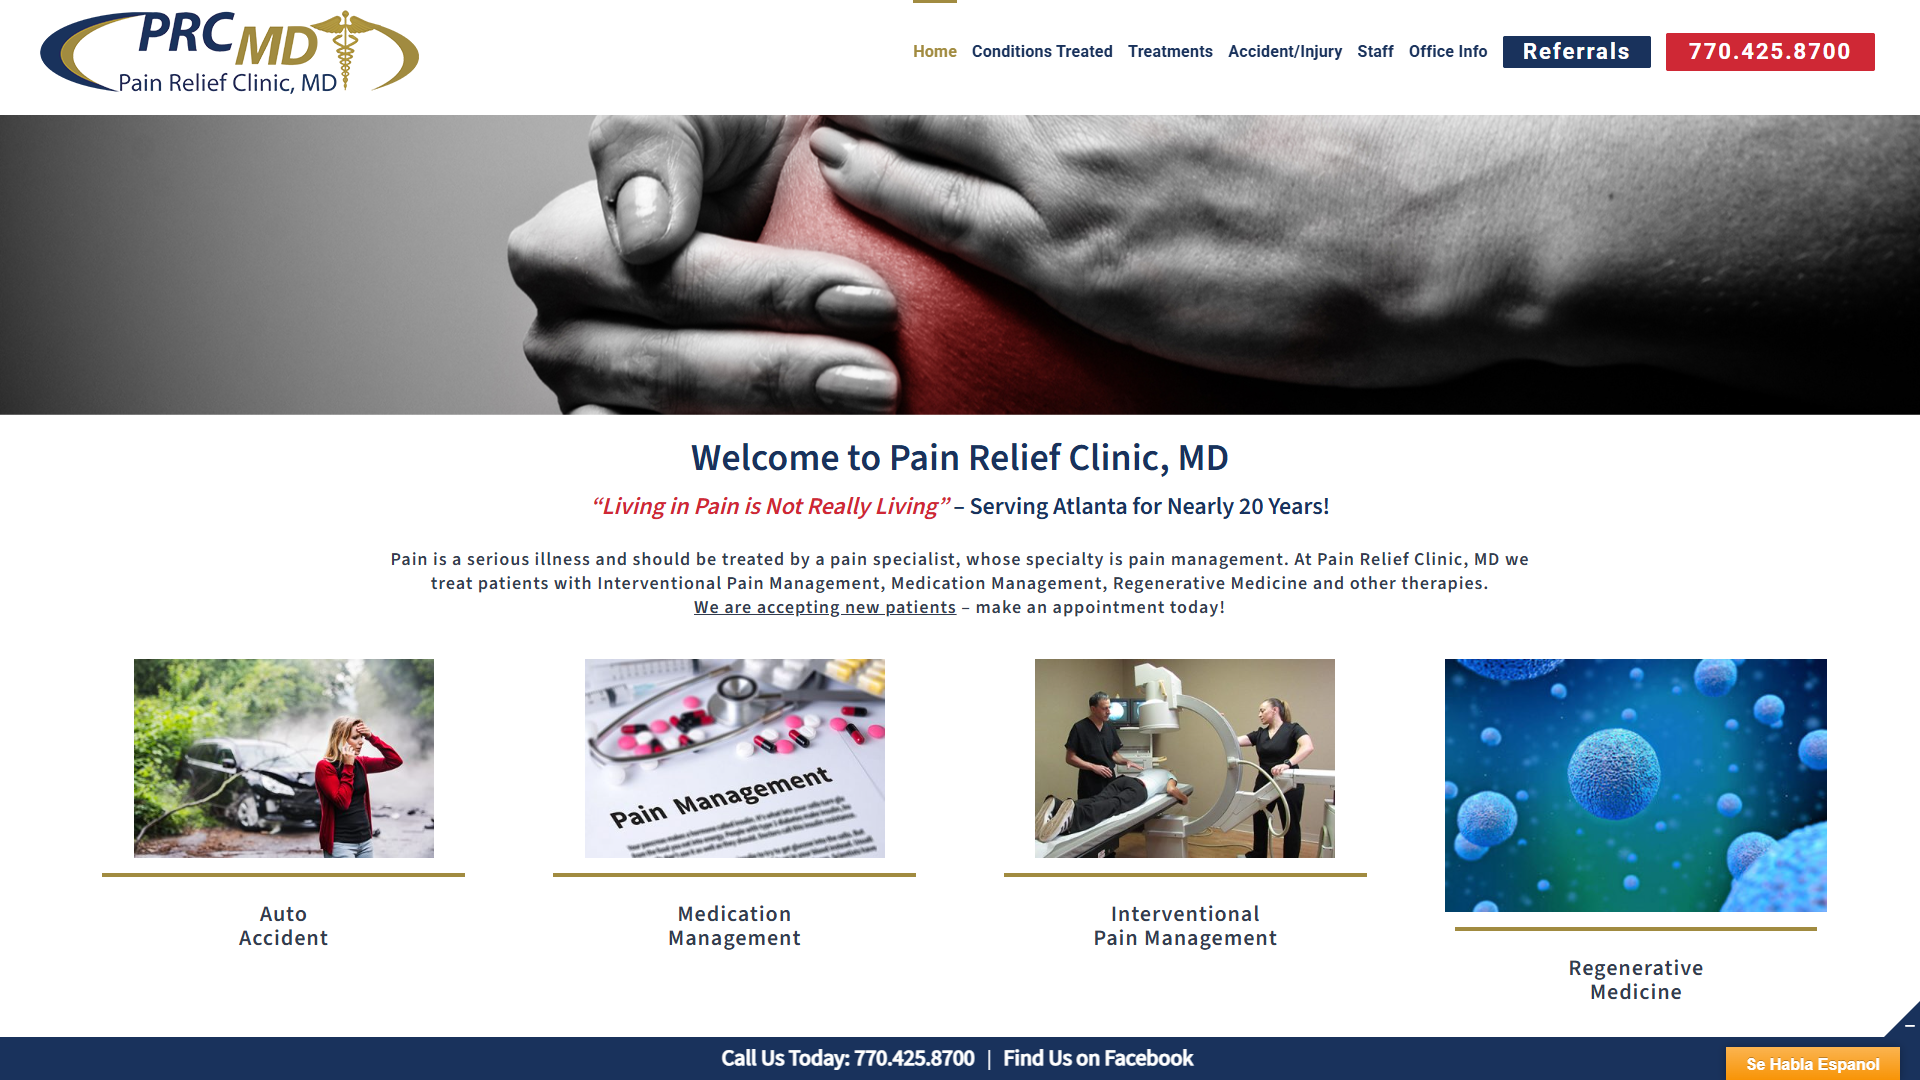 PRC MD
Pain Relief Clinic, MD
Home
Conditions Treated
Treatments
Accident/Injury
Staff
Office Info
Referrals
770.425.8700
Welcome to Pain Relief Clinic, MD
“Living in Pain is Not Really Living” – Serving Atlanta for Nearly 20 Years!
Pain is a serious illness and should be treated by a pain specialist, whose specialty is pain management. At Pain Relief Clinic, MD we
treat patients with Interventional Pain Management, Medication Management, Regenerative Medicine and other therapies.
We are accepting new patients – make an appointment today!
Pain Management
Auto
Accident
Medication
Management
Interventional
Pain Management
Regenerative
Medicine
Call Us Today: 770.425.8700 | Find Us on Facebook
Se Habla Espanol